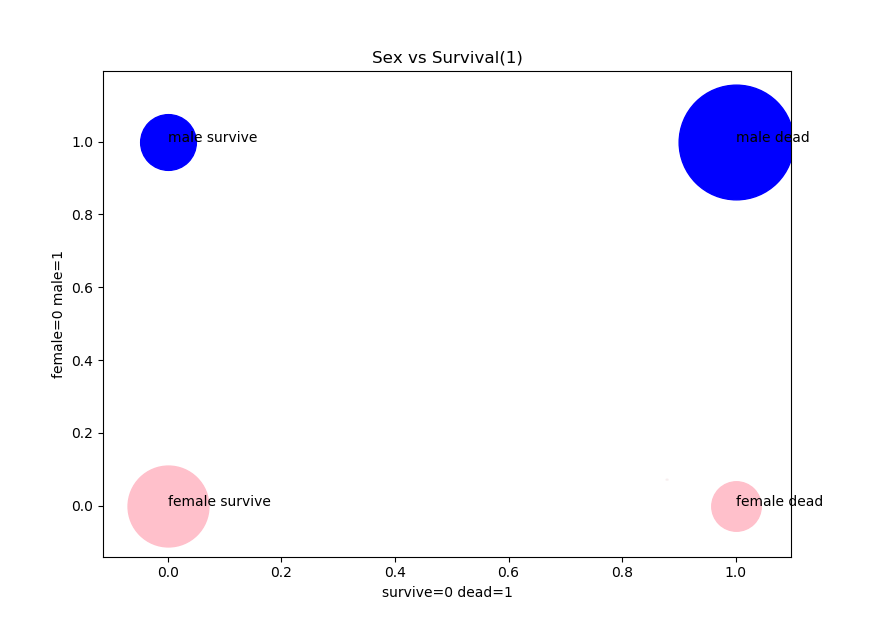 Sex vs Survival(1)
male survive
male dead
1.0
0.8
0.6
0.4
0.2
0.0
female=0 male=1
female survive
female dead
0.0 0.2 0.4 0.6 0.8 1.0
survive=0 dead=1